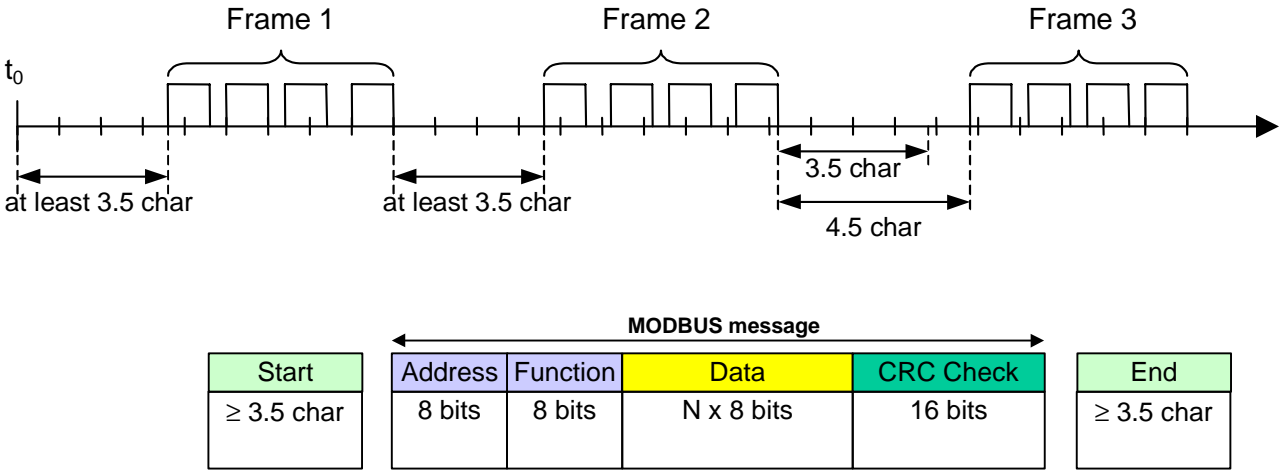 Frame 1 Frame 2 Frame 3
t0
3.5 char
at least 3.5 char at least 3.5 char
4.5 char
MODBUS message
Start Address Function Data CRC Check End
≥ 3.5 char 8 bits 8 bits N x 8 bits 16 bits ≥ 3.5 char